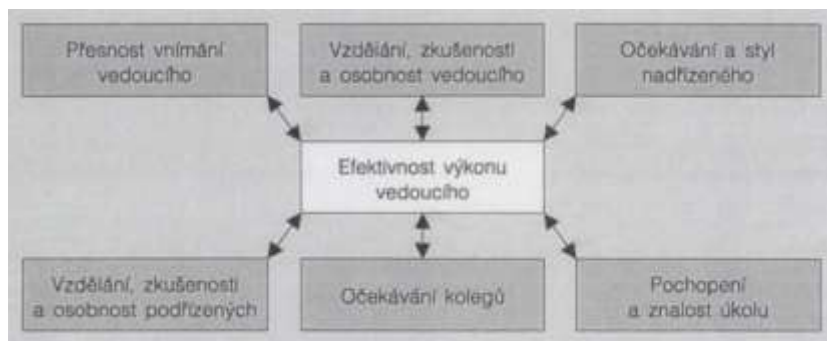 Přesnost vnímání
vedoucího
Vzdělání, zkušenosti
a osobnost vedoucího
Očekávání a styl
nadřízeného
Efektivnost výkonu
vedoucího
Vzdělání, zkušenosti
a osobnost podřízených
Očekávání kolegů
Pochopení
a znalost úkolu